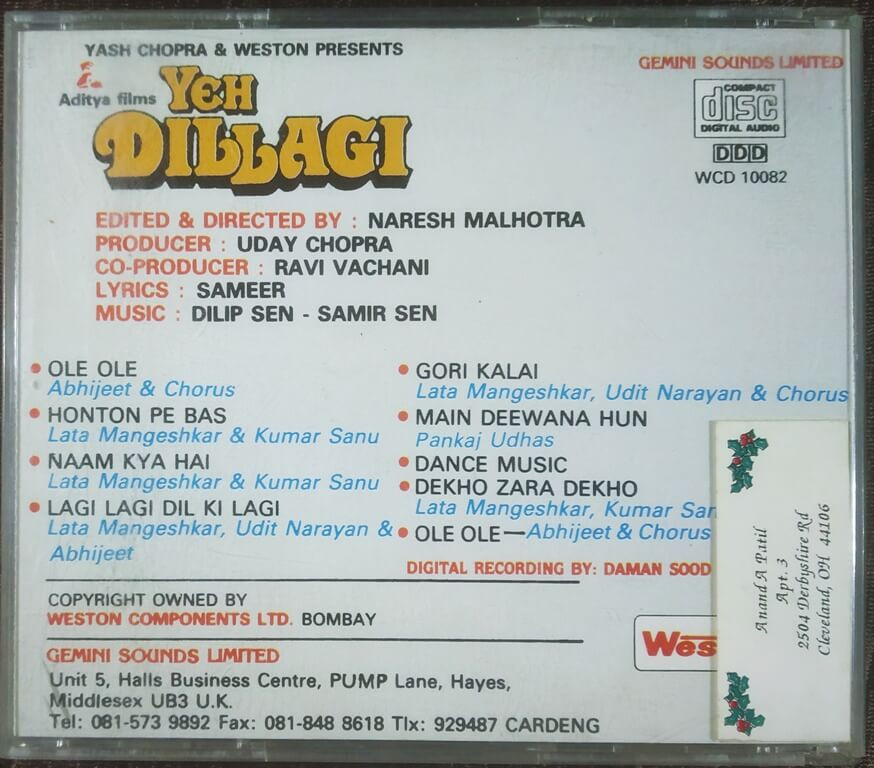 YASH CHOPRA & WESTON PRESENTS
Aditya films
YEH
DILLAGI
GEMINI SOUNDS LIMITED
COMPACT
disc
DIGITAL AUDIO
DDD
WCD 10082
EDITED & DIRECTED BY : NARESH MALHOTRA
PRODUCER : UDAY CHOPRA
CO-PRODUCER : RAVI VACHANI
LYRICS : SAMEER
MUSIC : DILIP SEN - SAMIR SEN
• OLE OLE
Abhijeet & Chorus
• HONTON PE BAS
Lata Mangeshkar & Kumar Sanu
• NAAM KYA HAI
Lata Mangeshkar & Kumar Sanu
• LAGI LAGI DIL KI LAGI
Lata Mangeshkar, Udit Narayan &
Abhijeet
• GORI KALAI
Lata Mangeshkar, Udit Narayan & Chorus
• MAIN DEEWANA HUN
Pankaj Udhas
• DANCE MUSIC
• DEKHO ZARA DEKHO
Lata Mangeshkar, Kumar San
• OLE OLE—Abhijeet & Chorus
DIGITAL RECORDING BY: DAMAN SOOD
COPYRIGHT OWNED BY
WESTON COMPONENTS LTD. BOMBAY
GEMINI SOUNDS LIMITED
Unit 5, Halls Business Centre, PUMP Lane, Hayes,
Middlesex UB3 U.K.
Tel: 081-573 9892 Fax: 081-848 8618 Tlx: 929487 CARDENG
Wes
Anand A Patil
Apt. 3
2504 Derbyshire Rd
Cleveland, OH 44106